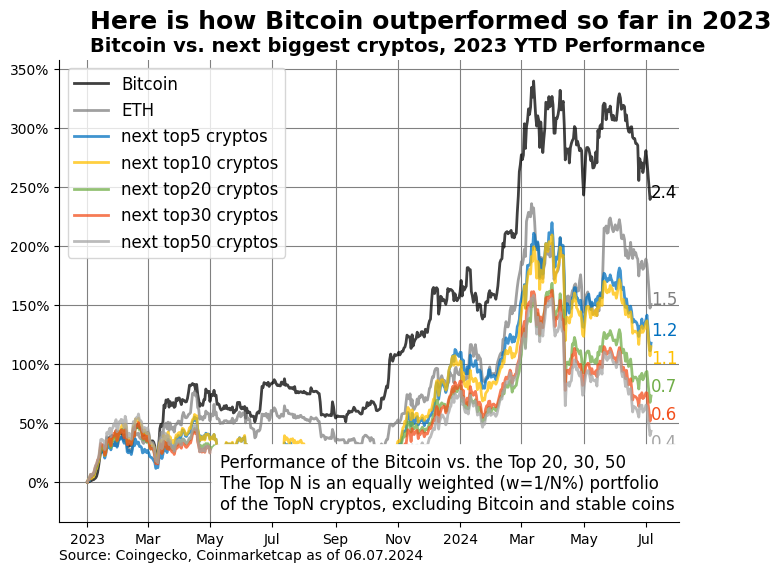 Here is how Bitcoin outperformed so far in 2023
Bitcoin vs. next biggest cryptos, 2023 YTD Performance
350%
300%
250%
200%
150%
100%
50%
0%
Bitcoin
ETH
next top5 cryptos
next top10 cryptos
next top20 cryptos
next top30 cryptos
next top50 cryptos
2.4
1.5
1.2
1.1
0.7
0.6
0.4
Performance of the Bitcoin vs. the Top 20, 30, 50
The Top N is an equally weighted (w=1/N%) portfolio
of the TopN cryptos, excluding Bitcoin and stable coins
2023 Mar May Jul Sep Nov 2024 Mar May Jul
Source: Coingecko, Coinmarketcap as of 06.07.2024